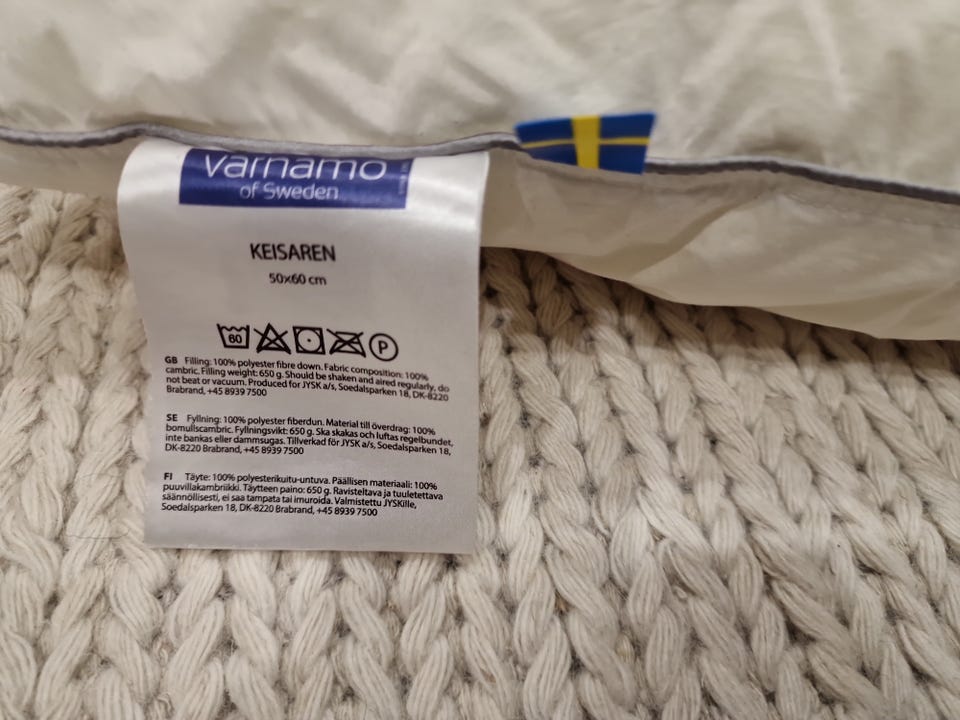 Värnamo
of Sweden
KEISAREN
50x60 cm
60
P
GB Filling: 100% polyester fibre down. Fabric composition: 100%
cambric. Filling weight: 650 g. Should be shaken and aired regularly, do
not beat or vacuum. Produced for JYSK a/s, Soedalsparken 18, DK-8220
Brabrand, +45 8939 7500
SE Fyllning: 100% polyester fiberdun. Material till överdrag: 100%
bomullscambric. Fyllningsvikt: 650 g. Ska skakas och luftas regelbundet,
inte bankas eller dammsugas. Tillverkad för JYSK a/s, Soedalsparken 18,
DK-8220 Brabrand, +45 8939 7500
FI Täyte: 100% polyesterikuitu-untuva. Päällisen materiaali: 100%
puuvillakambriikki. Täytteen paino: 650 g. Ravisteltava ja tuuletettava
säännöllisesti, ei saa tampata tai imuroida. Valmistettu JYSKille,
Soedalsparken 18, DK-8220 Brabrand, +45 8939 7500